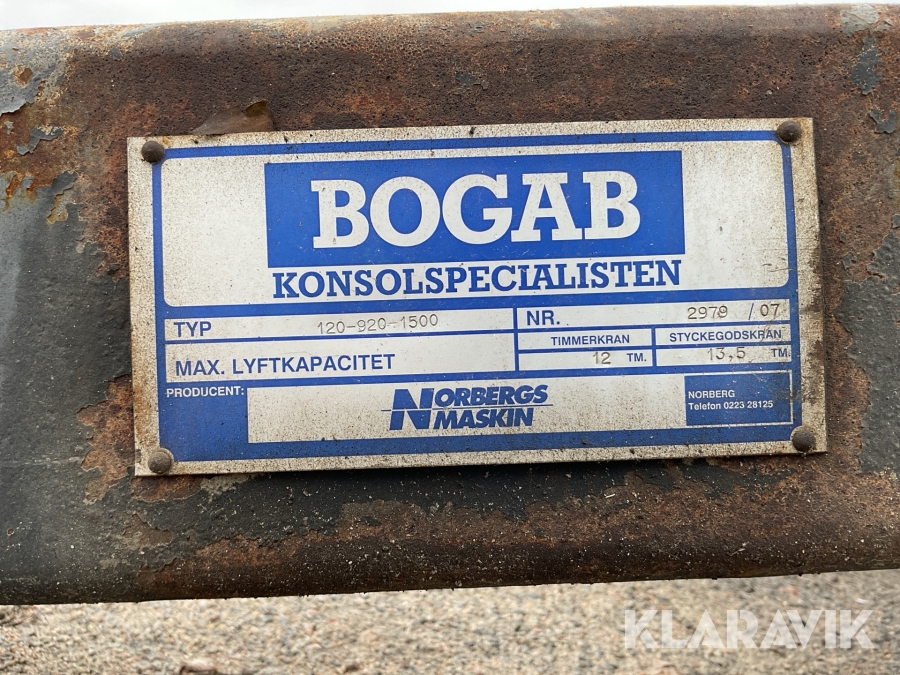 BOGAB
KONSOLSPECIALISTEN
TYP 120-920-1500 NR. 2979 /07
MAX. LYFTKAPACITET TIMMERKRAN 12 TM. STYCKEGODSKRAN 13,5 TM
PRODUCENT: NORBERGS MASKIN
NORBERG
Telefon 0223 28125
KLARAVIK